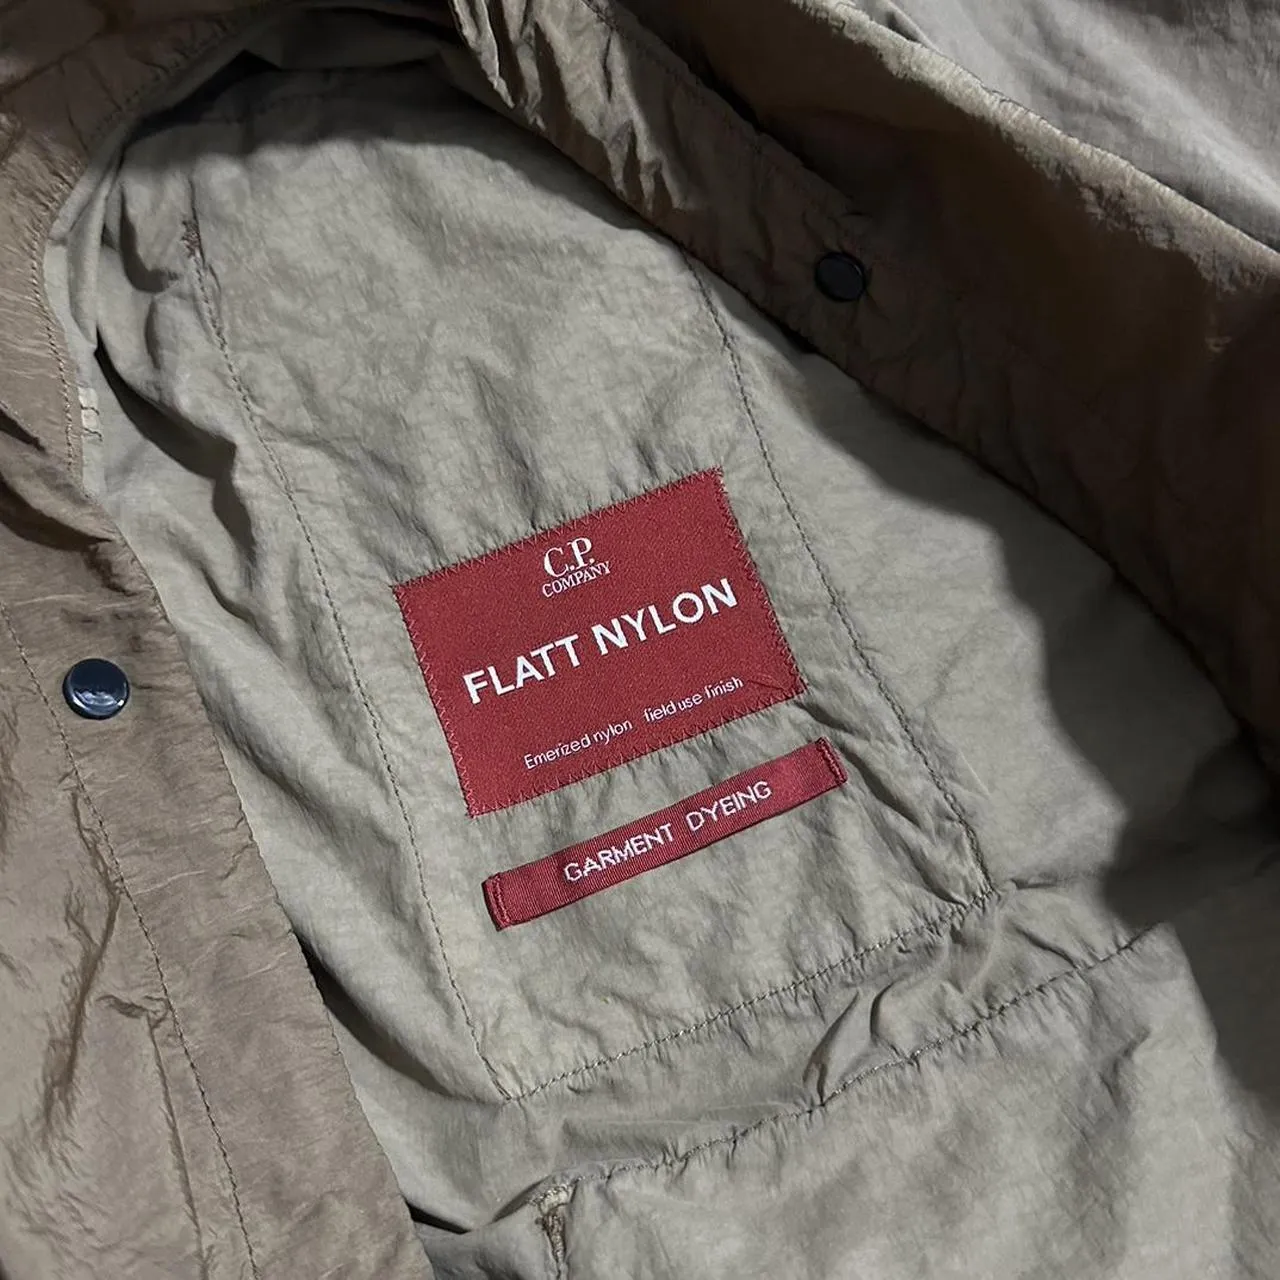 C.P.
COMPANY
FLATT NYLON
Emerized nylon field use finish
GARMENT DYEING